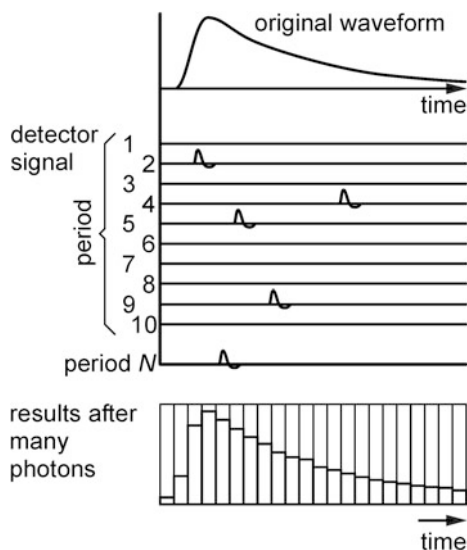 original waveform
time
detector
signal
period
1
2
3
4
5
6
7
8
9
10
period N
results after
many
photons
time